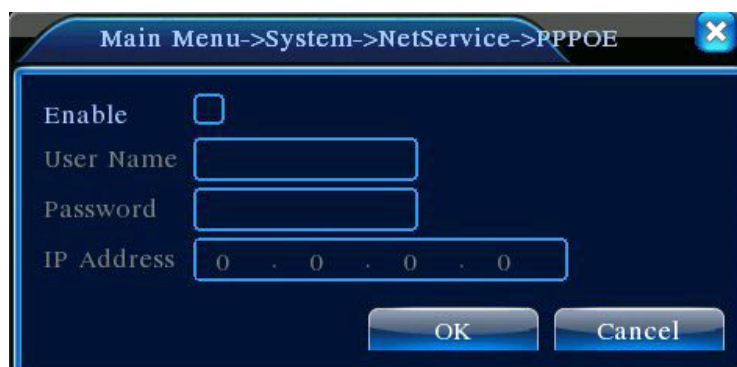 Main Menu->System->NetService->PPPOE
Enable
User Name
Password
IP Address 0 . 0 . 0 . 0
OK Cancel